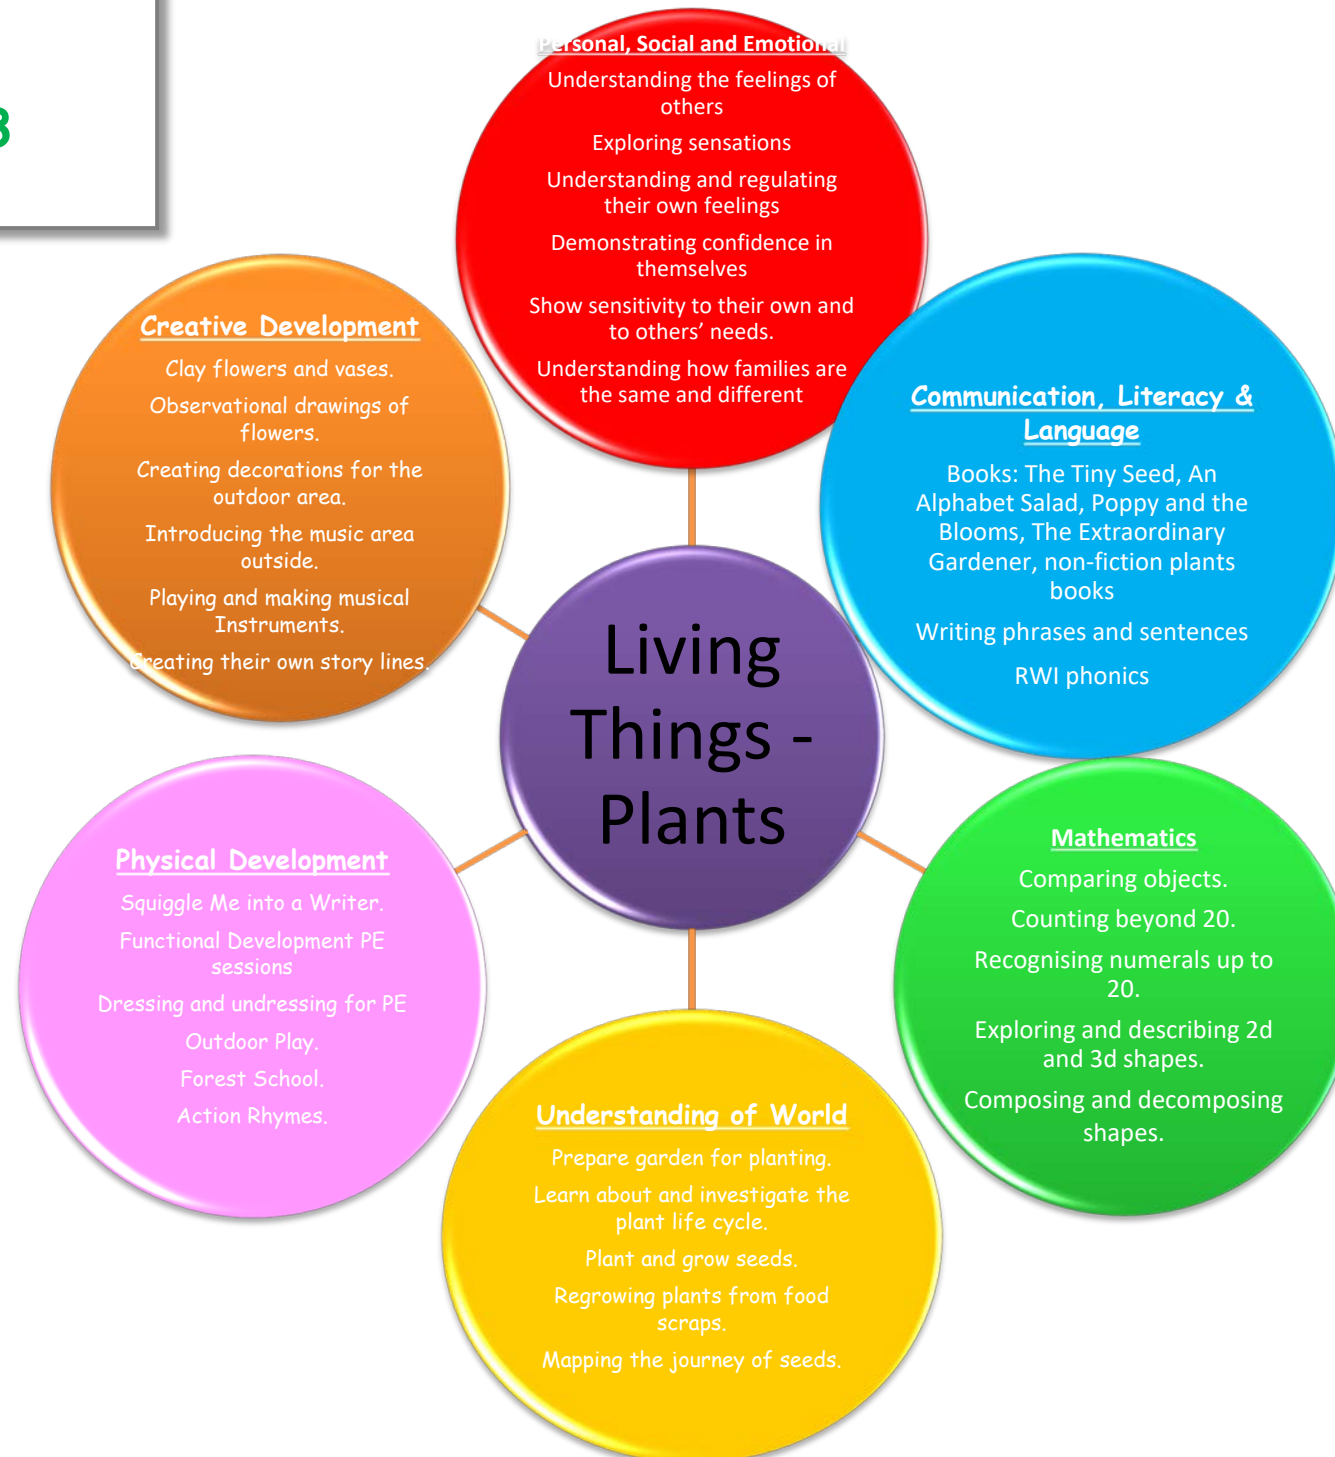 3
Personal, Social and Emotional
Understanding the feelings of
others
Exploring sensations
Understanding and regulating
their own feelings
Demonstrating confidence in
themselves
Show sensitivity to their own and
to others’ needs.
Understanding how families are
the same and different
Communication, Literacy &
Language
Books: The Tiny Seed, An
Alphabet Salad, Poppy and the
Blooms, The Extraordinary
Gardener, non-fiction plants
books
Writing phrases and sentences
RWI phonics
Mathematics
Comparing objects.
Counting beyond 20.
Recognising numerals up to
20.
Exploring and describing 2d
and 3d shapes.
Composing and decomposing
shapes.
Understanding of World
Prepare garden for planting.
Learn about and investigate the
plant life cycle.
Plant and grow seeds.
Regrowing plants from food
scraps.
Mapping the journey of seeds.
Physical Development
Squiggle Me into a Writer.
Functional Development PE
sessions
Dressing and undressing for PE
Outdoor Play.
Forest School.
Action Rhymes.
Creative Development
Clay flowers and vases.
Observational drawings of
flowers.
Creating decorations for the
outdoor area.
Introducing the music area
outside.
Playing and making musical
Instruments.
Creating their own story lines.
Living
Things -
Plants